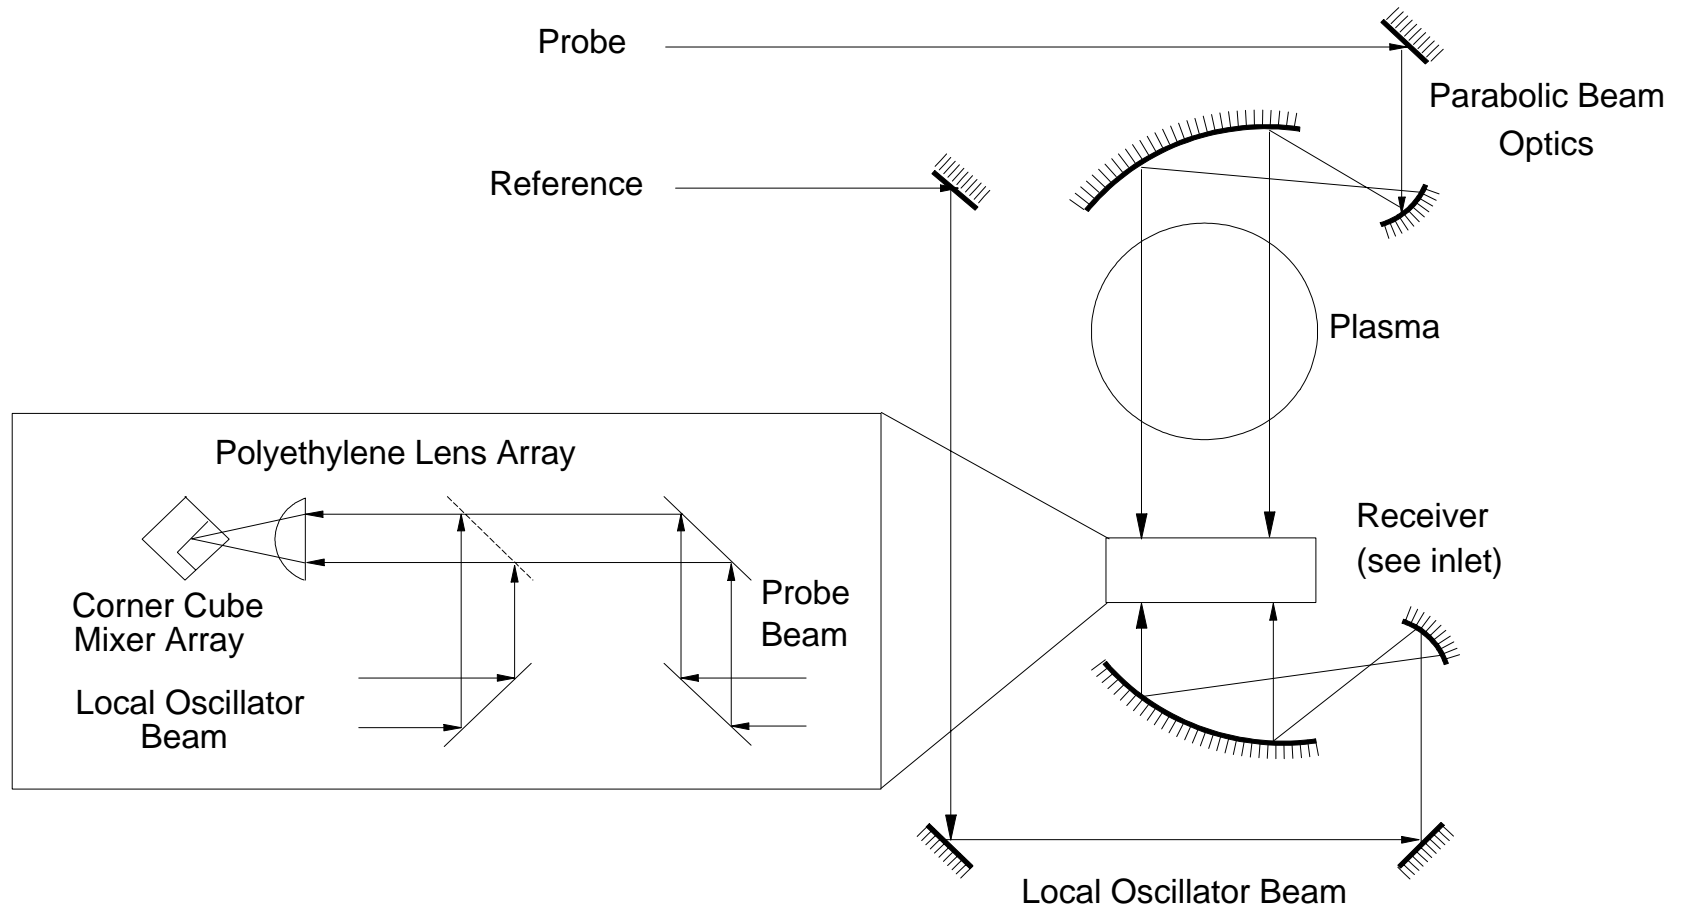 Probe
Parabolic Beam
Optics
Reference
Plasma
Polyethylene Lens Array
Receiver
(see inlet)
Probe
Beam
Corner Cube
Mixer Array
Local Oscillator
Beam
Local Oscillator Beam